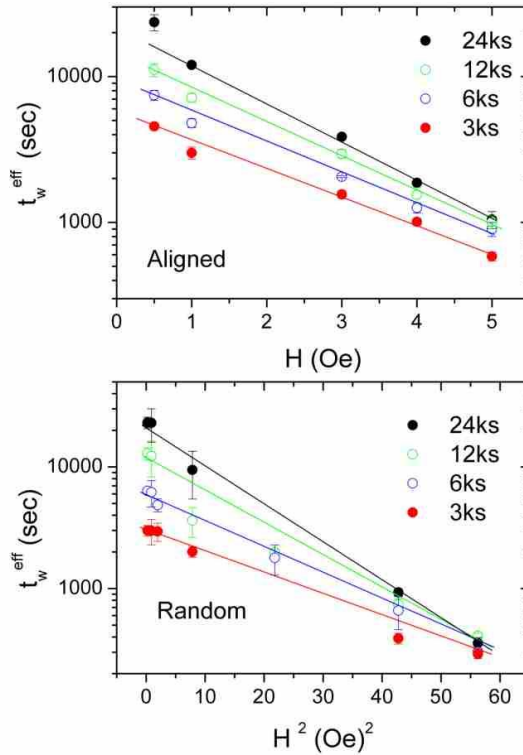 24ks
12ks
6ks
3ks
10000
1000
t_w^eff (sec)
Aligned
0 1 2 3 4 5
H (Oe)
24ks
12ks
6ks
3ks
10000
1000
t_w^eff (sec)
Random
0 10 20 30 40 50 60
H ² (Oe)²